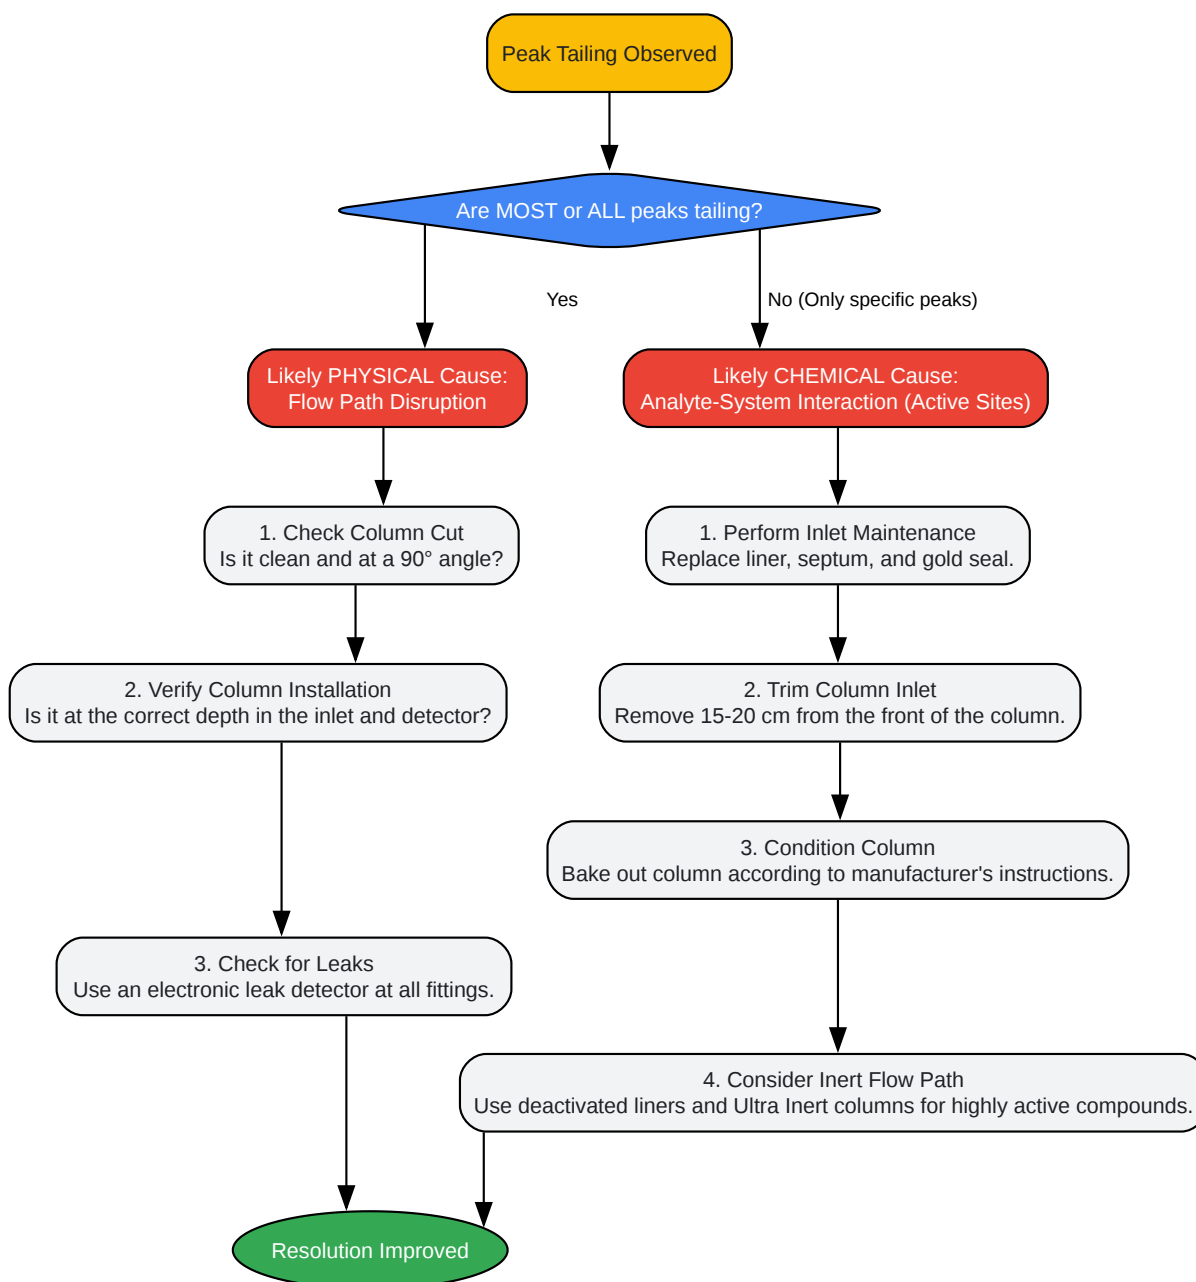 Peak Tailing Observed
Are MOST or ALL peaks tailing?
Yes
No (Only specific peaks)
Likely PHYSICAL Cause:
Flow Path Disruption
Likely CHEMICAL Cause:
Analyte-System Interaction (Active Sites)
1. Check Column Cut
Is it clean and at a 90° angle?
1. Perform Inlet Maintenance
Replace liner, septum, and gold seal.
2. Verify Column Installation
Is it at the correct depth in the inlet and detector?
2. Trim Column Inlet
Remove 15-20 cm from the front of the column.
3. Condition Column
Bake out column according to manufacturer's instructions.
3. Check for Leaks
Use an electronic leak detector at all fittings.
4. Consider Inert Flow Path
Use deactivated liners and Ultra Inert columns for highly active compounds.
Resolution Improved